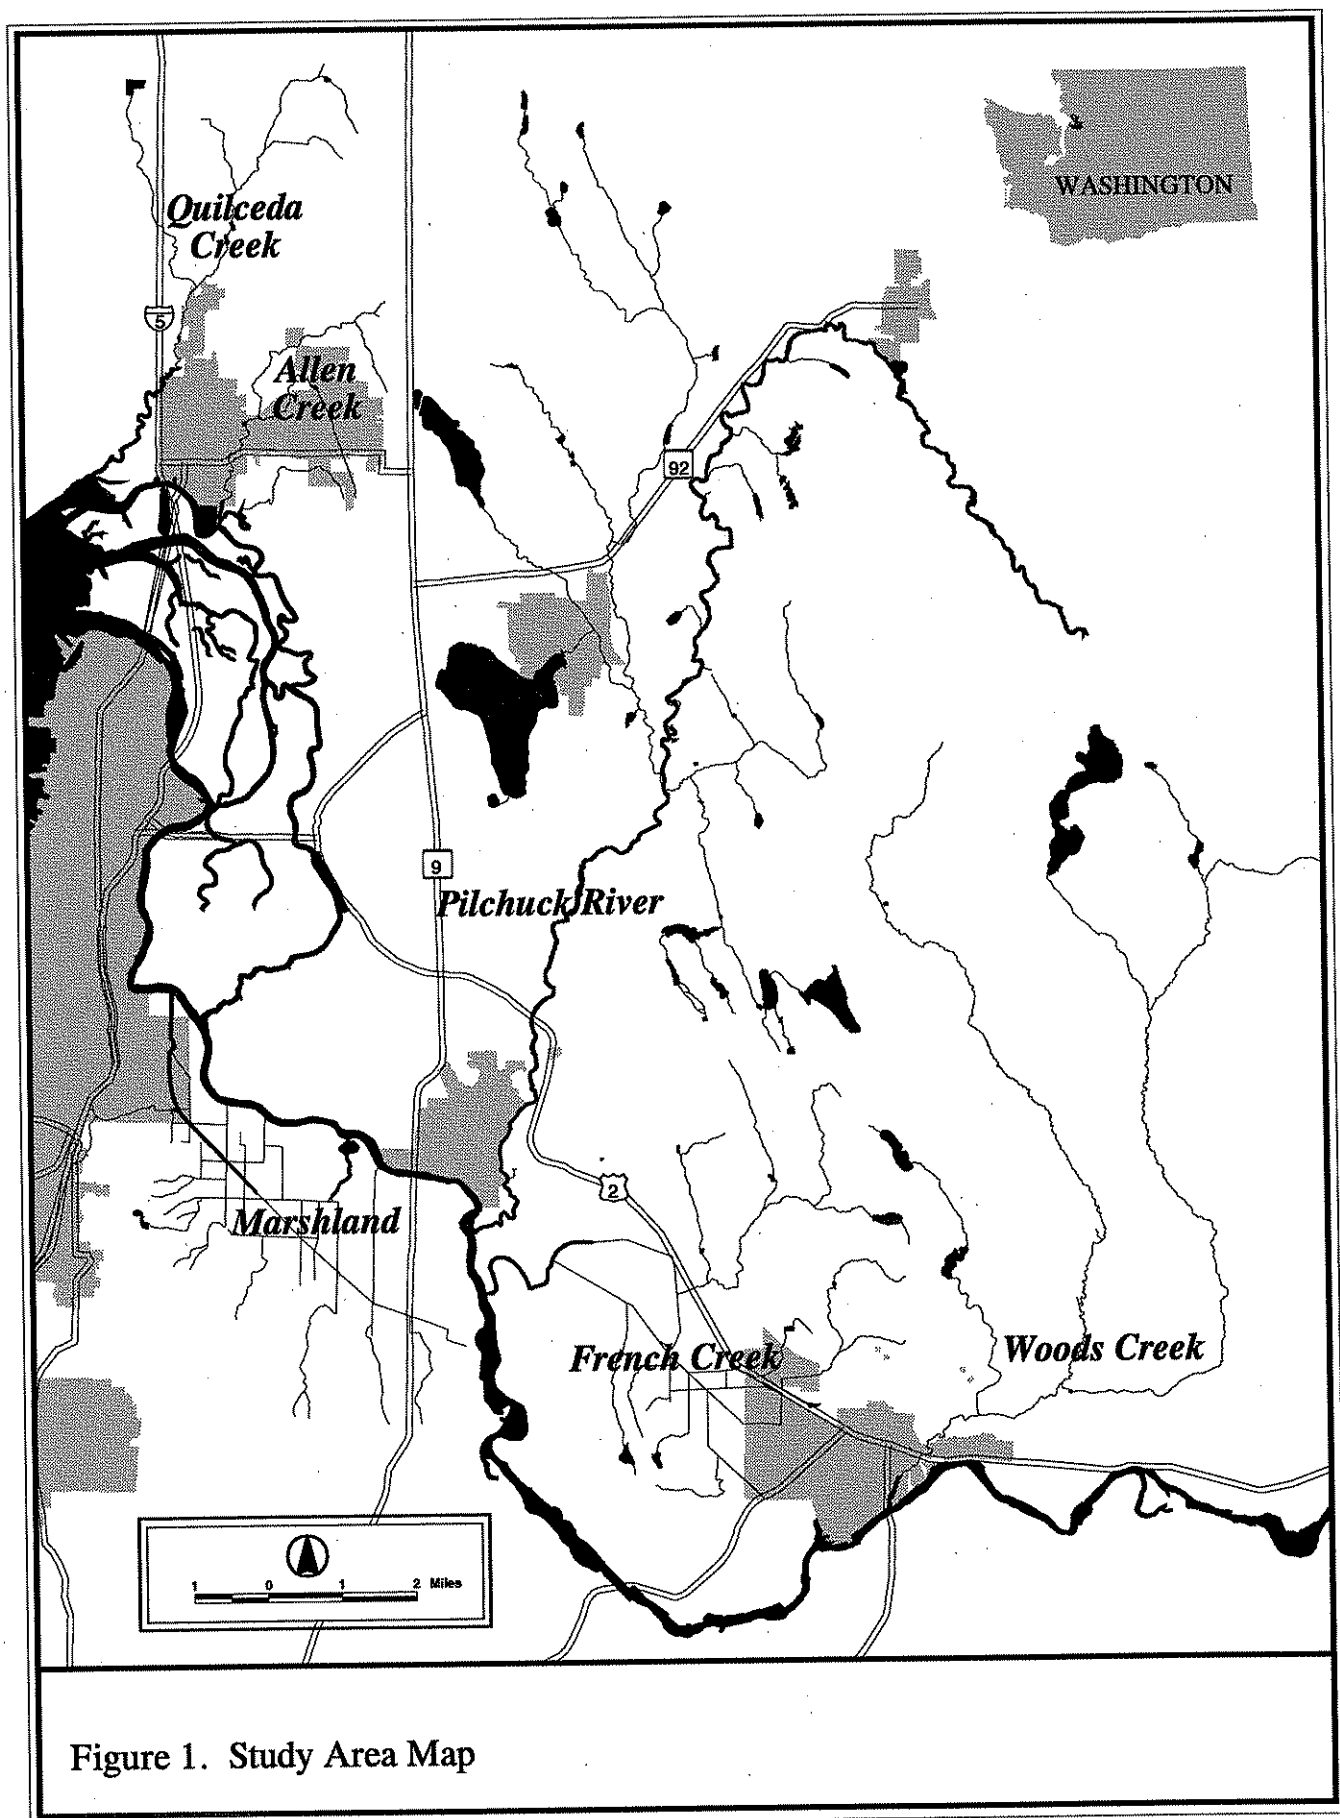 WASHINGTON
Quilceda
Creek
5
Allen
Creek
92
9
Pilchuck River
2
Marshland
French Creek
Woods Creek
1 0 1 2 Miles
Figure 1. Study Area Map